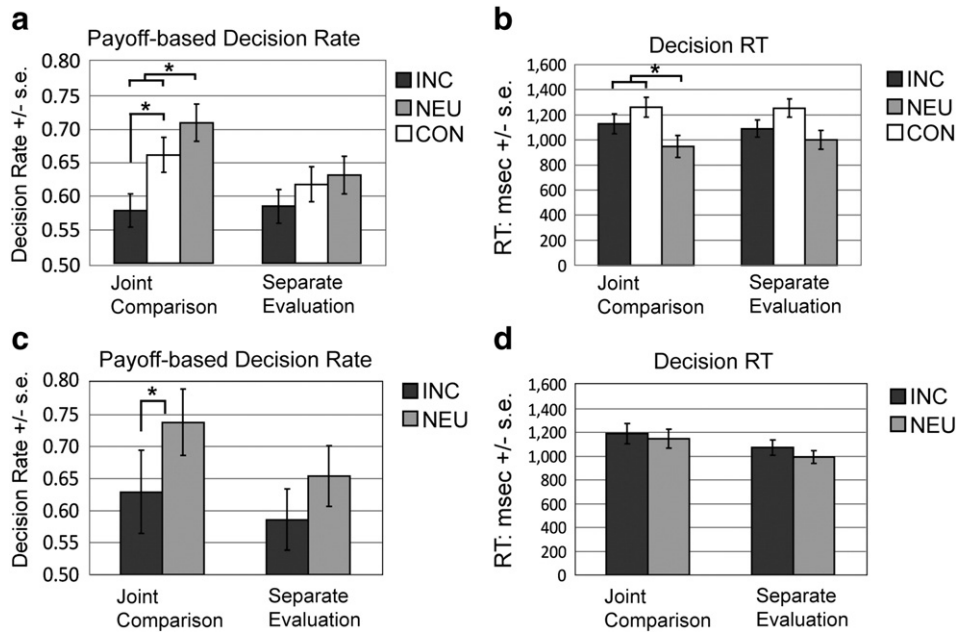 a
Payoff-based Decision Rate
Decision Rate +/- s.e.
0.80
0.75
0.70
0.65
0.60
0.55
0.50
*
*
INC
NEU
CON
Joint
Comparison
Separate
Evaluation
b
Decision RT
RT: msec +/- s.e.
1,600
1,400
1,200
1,000
800
600
400
200
0
*
INC
NEU
CON
Joint
Comparison
Separate
Evaluation
c
Payoff-based Decision Rate
Decision Rate +/- s.e.
0.80
0.75
0.70
0.65
0.60
0.55
0.50
*
INC
NEU
Joint
Comparison
Separate
Evaluation
d
Decision RT
RT: msec +/- s.e.
1,600
1,400
1,200
1,000
800
600
400
200
0
INC
NEU
Joint
Comparison
Separate
Evaluation